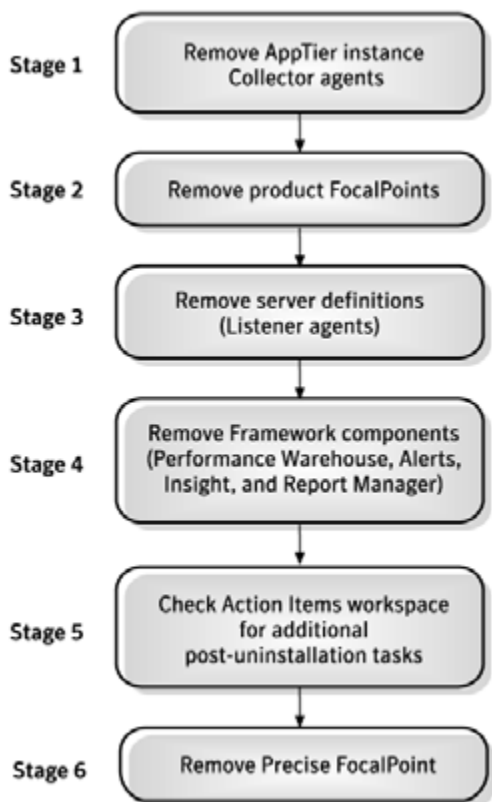 Stage 1
Remove AppTier instance
Collector agents
Stage 2
Remove product FocalPoints
Stage 3
Remove server definitions
(Listener agents)
Stage 4
Remove Framework components
(Performance Warehouse, Alerts,
Insight, and Report Manager)
Stage 5
Check Action Items workspace
for additional
post-uninstallation tasks
Stage 6
Remove Precise FocalPoint